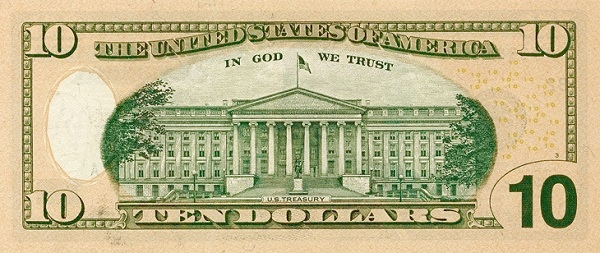 10 THE UNITED STATES OF AMERICA 10
IN GOD WE TRUST
U.S. TREASURY
10 TEN DOLLARS 10